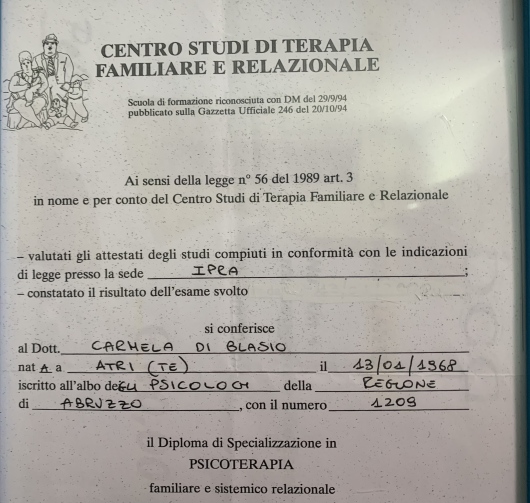 CENTRO STUDI DI TERAPIA
FAMILIARE E RELAZIONALE
Scuola di formazione riconosciuta con DM del 29/9/94
pubblicato sulla Gazzetta Ufficiale 246 del 20/10/94
Ai sensi della legge n° 56 del 1989 art. 3
in nome e per conto del Centro Studi di Terapia Familiare e Relazionale
– valutati gli attestati degli studi compiuti in conformità con le indicazioni
di legge presso la sede IPRA;
– constatato il risultato dell'esame svolto
si conferisce
al Dott. CARMELA DI BLASIO
nat A a ATRI (TE) il 13/01/1968
iscritto all'albo degli PSICOLOGI della REGIONE
di ABRUZZO, con il numero 1209
il Diploma di Specializzazione in
PSICOTERAPIA
familiare e sistemico relazionale